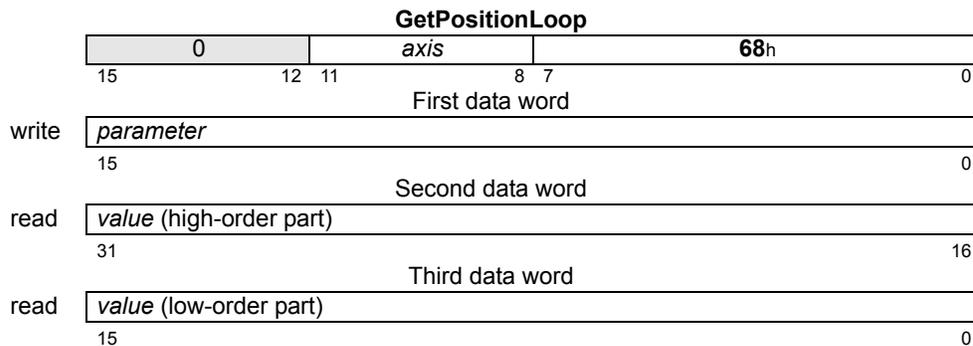 GetPositionLoop
0 axis 68h
15 12 11 8 7 0
First data word
write parameter
15 0
Second data word
read value (high-order part)
31 16
Third data word
read value (low-order part)
15 0